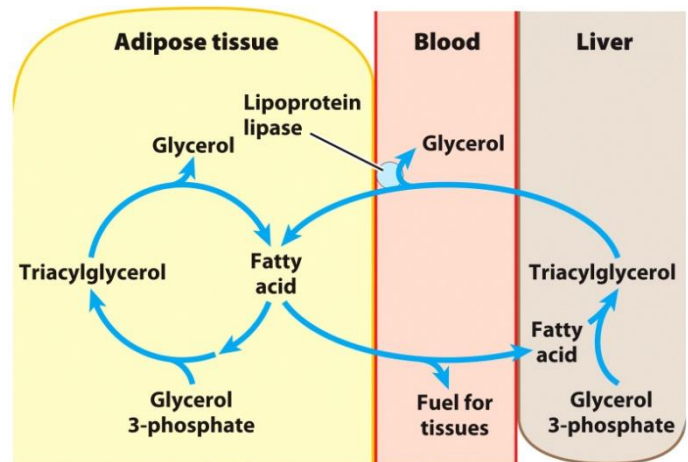 Adipose tissue
Blood
Liver
Lipoprotein
lipase
Glycerol
Glycerol
Triacylglycerol
Fatty
acid
Triacylglycerol
Fatty
acid
Glycerol
3-phosphate
Fuel for
tissues
Glycerol
3-phosphate